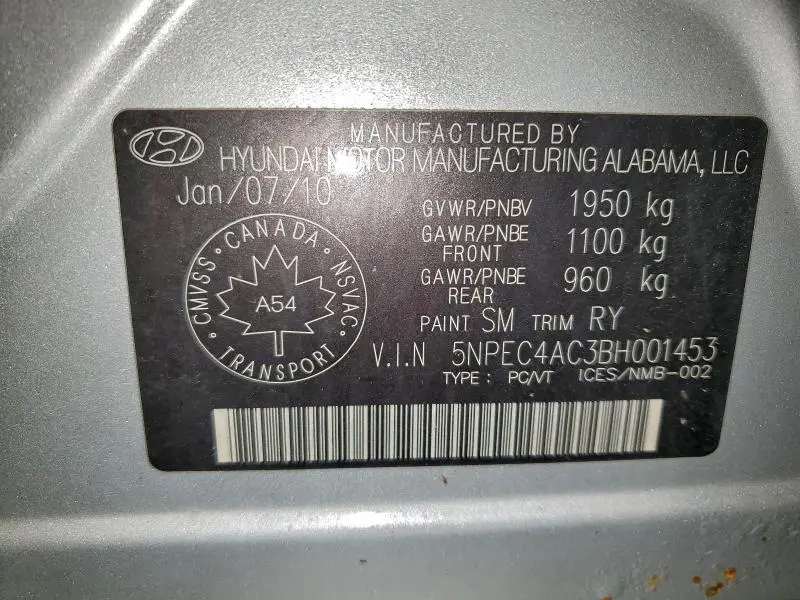 MANUFACTURED BY
HYUNDAI MOTOR MANUFACTURING ALABAMA, LLC
Jan/07/10
GVWR/PNBV 1950 kg
GAWR/PNBE FRONT 1100 kg
GAWR/PNBE REAR 960 kg
CANADA
CMVSS NSVAC
A54
TRANSPORT
PAINT SM TRIM RY
V.I.N 5NPEC4AC3BH001453
TYPE : PC/VT ICES/NMB-002